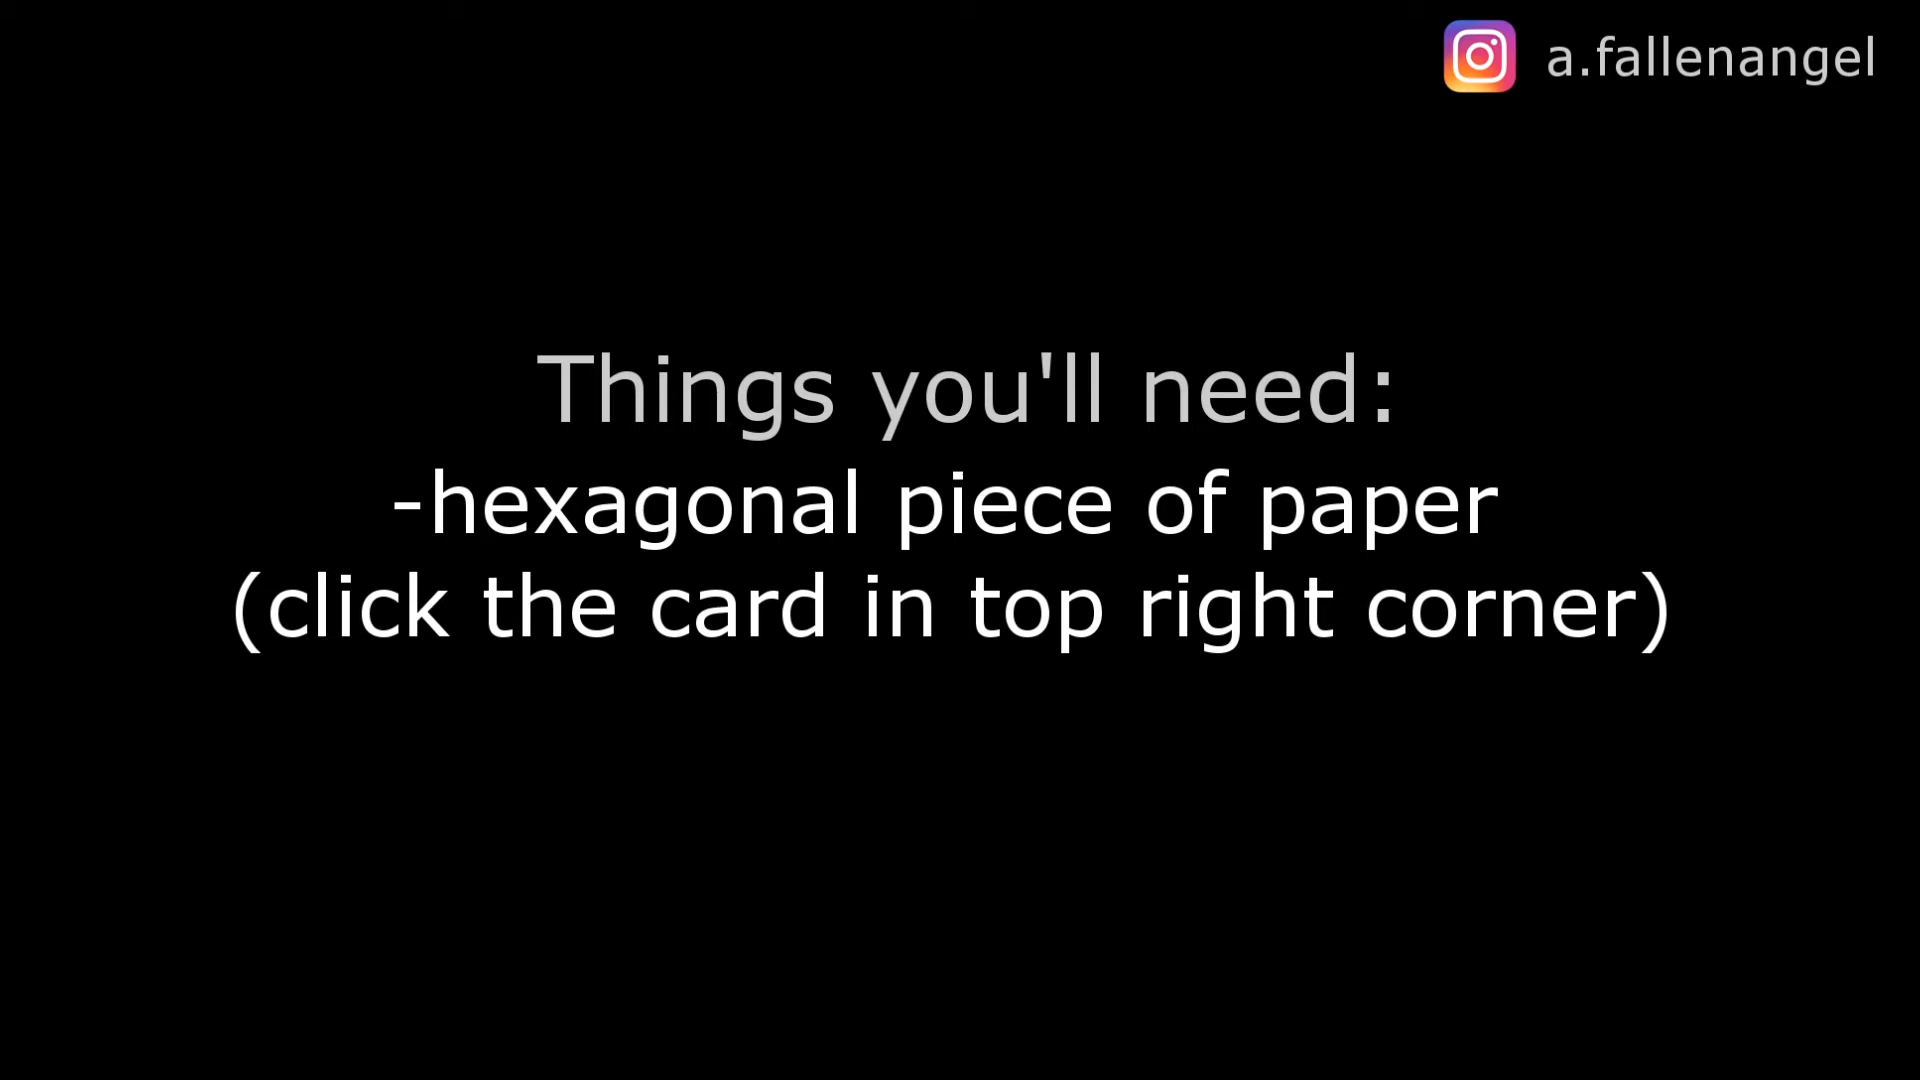 a.fallenangel
Things you'll need:
-hexagonal piece of paper
(click the card in top right corner)